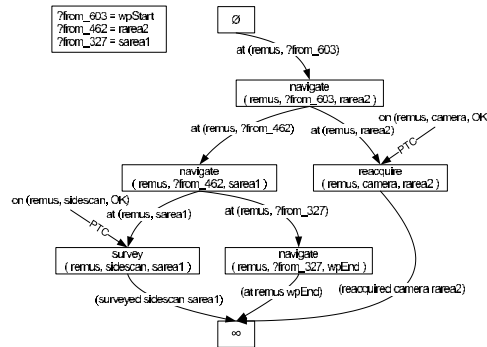 ?from_603 = wpStart
?from_462 = rarea2
?from_327 = sarea1
Ø
at (remus, ?from_603)
navigate
( remus, ?from_603, rarea2 )
on (remus, camera, OK)
at (remus, ?from_462)
at (remus, rarea2)
PTC
navigate
( remus, ?from_462, sarea1 )
reacquire
( remus, camera, rarea2 )
on (remus, sidescan, OK)
at (remus, sarea1)
at (remus, ?from_327)
PTC
survey
( remus, sidescan, sarea1 )
navigate
( remus, ?from_327, wpEnd )
(surveyed sidescan sarea1)
(at remus wpEnd)
(reacquired camera rarea2)
∞